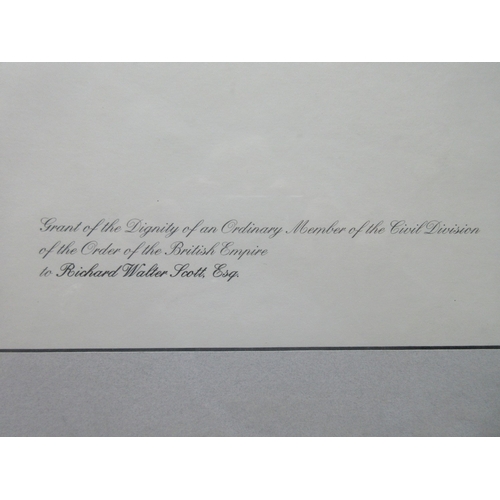 Grant of the Dignity of an Ordinary Member of the Civil Division
of the Order of the British Empire
to Richard Walter Scott, Esq.